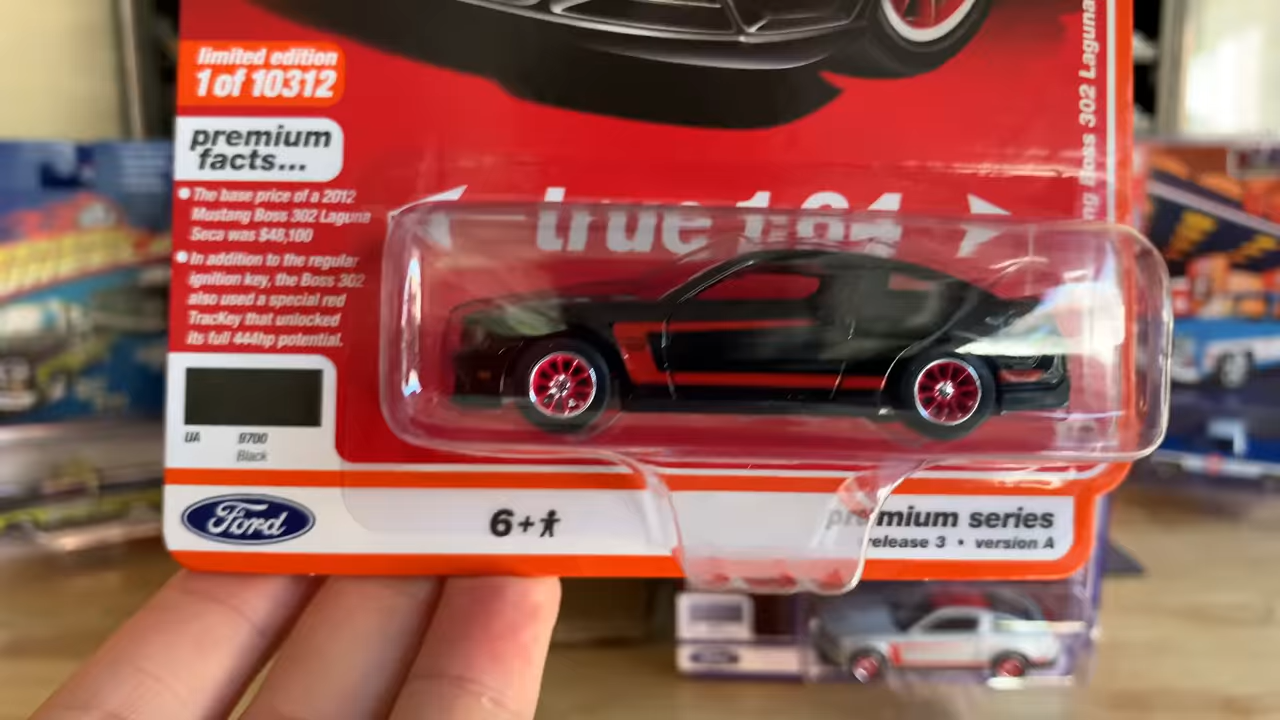 limited edition
1 of 10312
premium
facts...
The base price of a 2012
Mustang Boss 302 Laguna
Seca was $48,100
In addition to the regular
ignition key, the Boss 302
also used a special red
TracKey that unlocked
its full 444hp potential.
true 1:64
ng Boss 302 Laguna
UA 9700
Black
Ford
6+
premium series
release 3 • version A